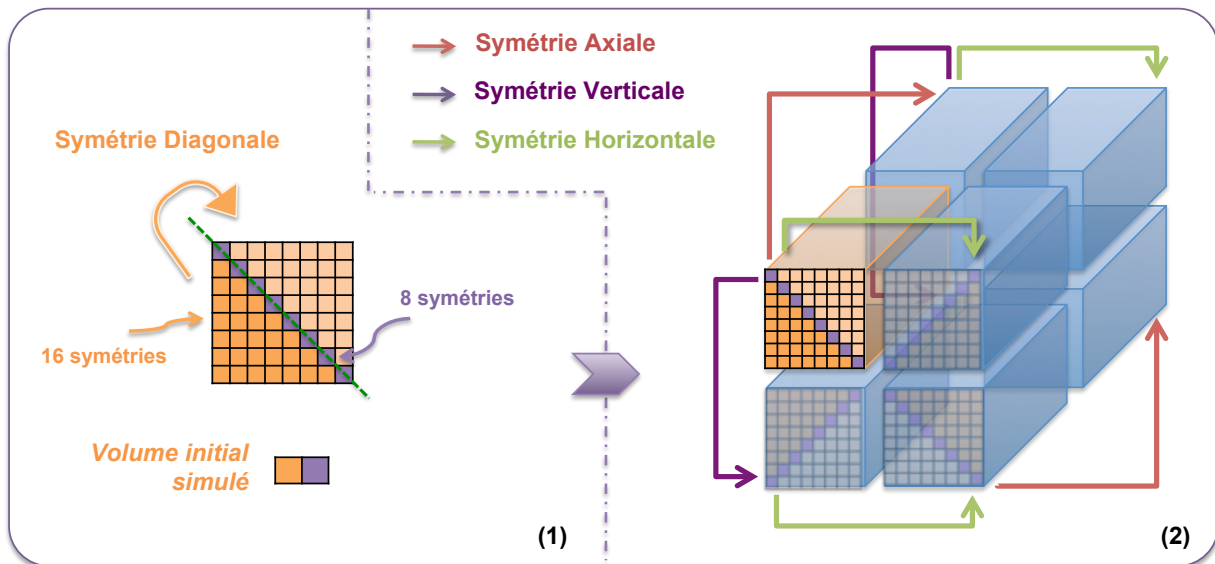 Symétrie Axiale
Symétrie Verticale
Symétrie Horizontale
Symétrie Diagonale
8 symétries
16 symétries
Volume initial
simulé
(1)
(2)